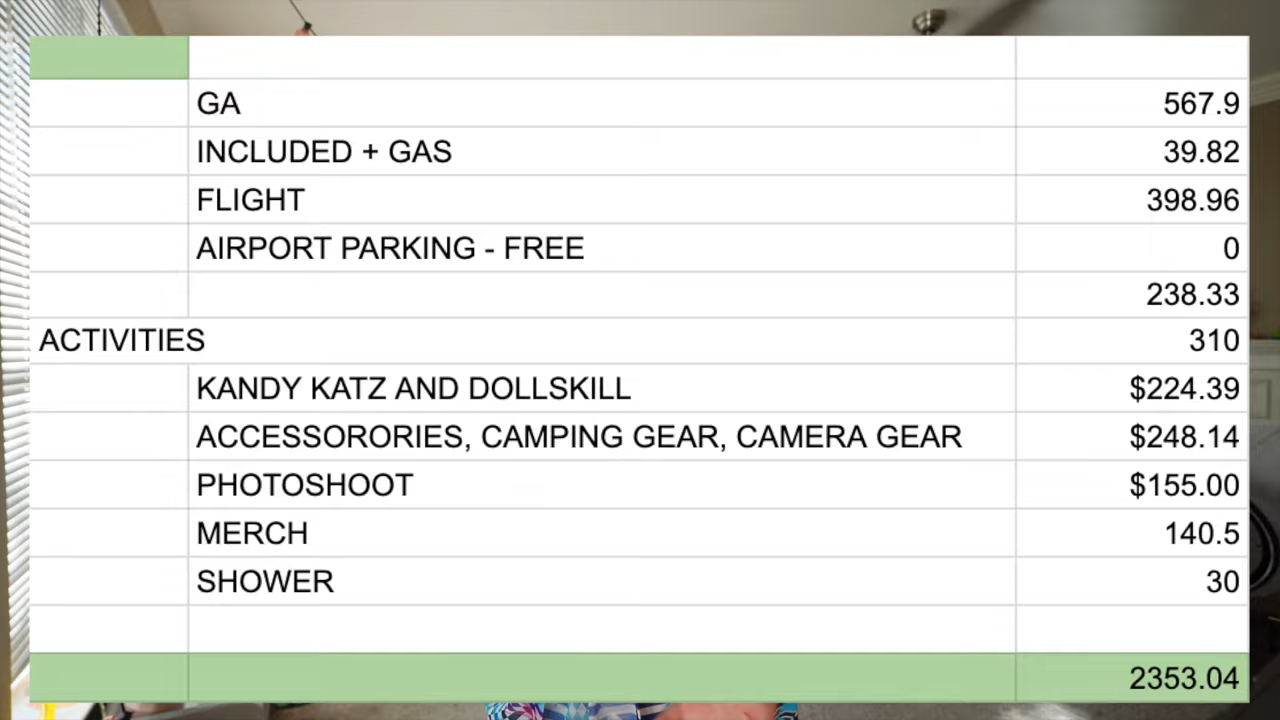 GA 567.9
INCLUDED + GAS 39.82
FLIGHT 398.96
AIRPORT PARKING - FREE 0
238.33
ACTIVITIES 310
KANDY KATZ AND DOLLSKILL $224.39
ACCESSORORIES, CAMPING GEAR, CAMERA GEAR $248.14
PHOTOSHOOT $155.00
MERCH 140.5
SHOWER 30
2353.04